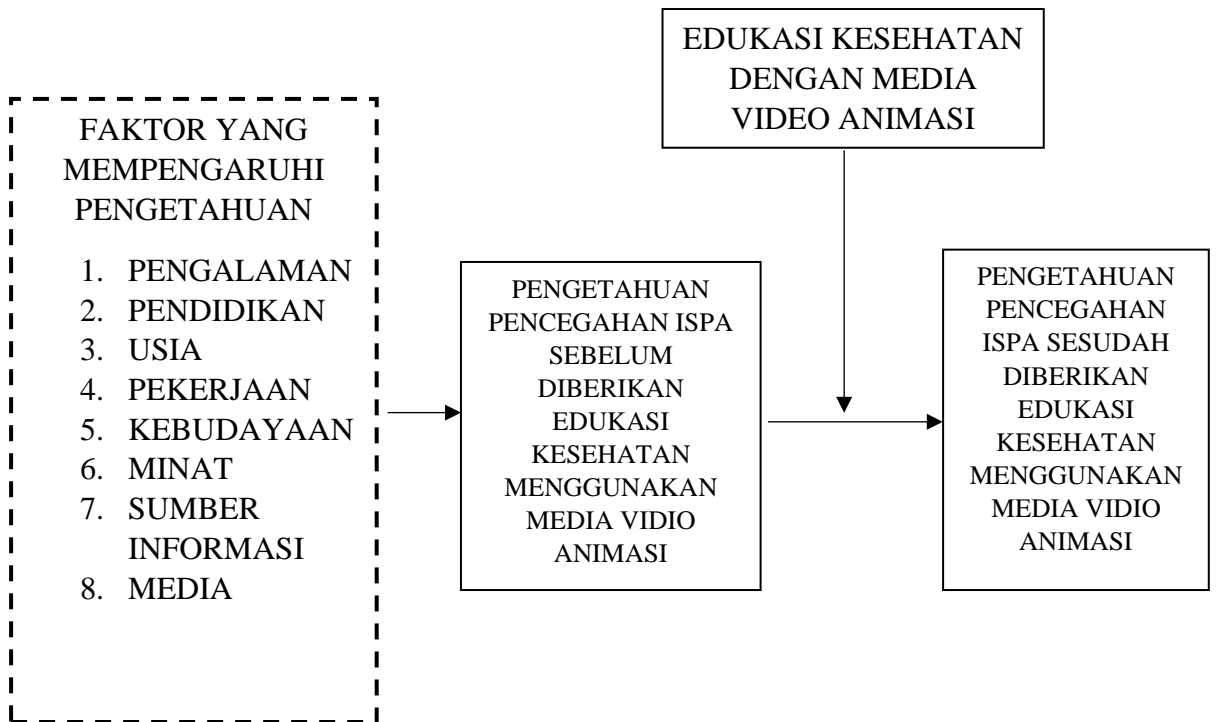 EDUKASI KESEHATAN
DENGAN MEDIA
VIDEO ANIMASI
FAKTOR YANG
MEMPENGARUHI
PENGETAHUAN
1. PENGALAMAN
2. PENDIDIKAN
3. USIA
4. PEKERJAAN
5. KEBUDAYAAN
6. MINAT
7. SUMBER
INFORMASI
8. MEDIA
PENGETAHUAN
PENCEGAHAN ISPA
SEBELUM
DIBERIKAN
EDUKASI
KESEHATAN
MENGGUNAKAN
MEDIA VIDIO
ANIMASI
PENGETAHUAN
PENCEGAHAN
ISPA SESUDAH
DIBERIKAN
EDUKASI
KESEHATAN
MENGGUNAKAN
MEDIA VIDIO
ANIMASI